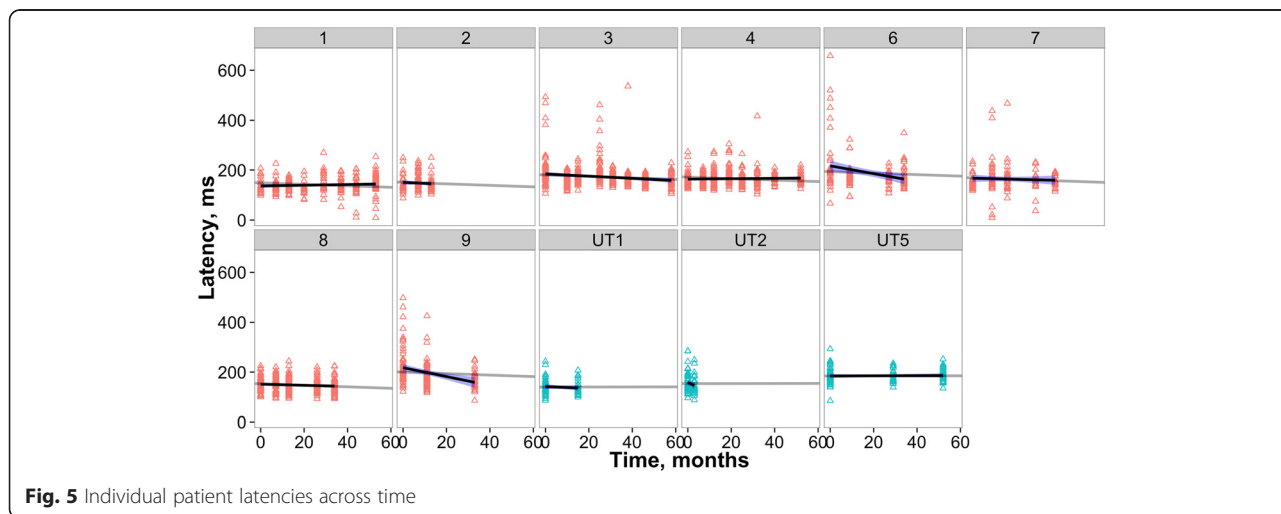 1 2 3 4 6 7
600
400
200
0
8 9 UT1 UT2 UT5
600
400
200
0
Latency, ms
0 20 40 60 0 20 40 60 0 20 40 60 0 20 40 60 0 20 40 60
Time, months
Fig. 5 Individual patient latencies across time